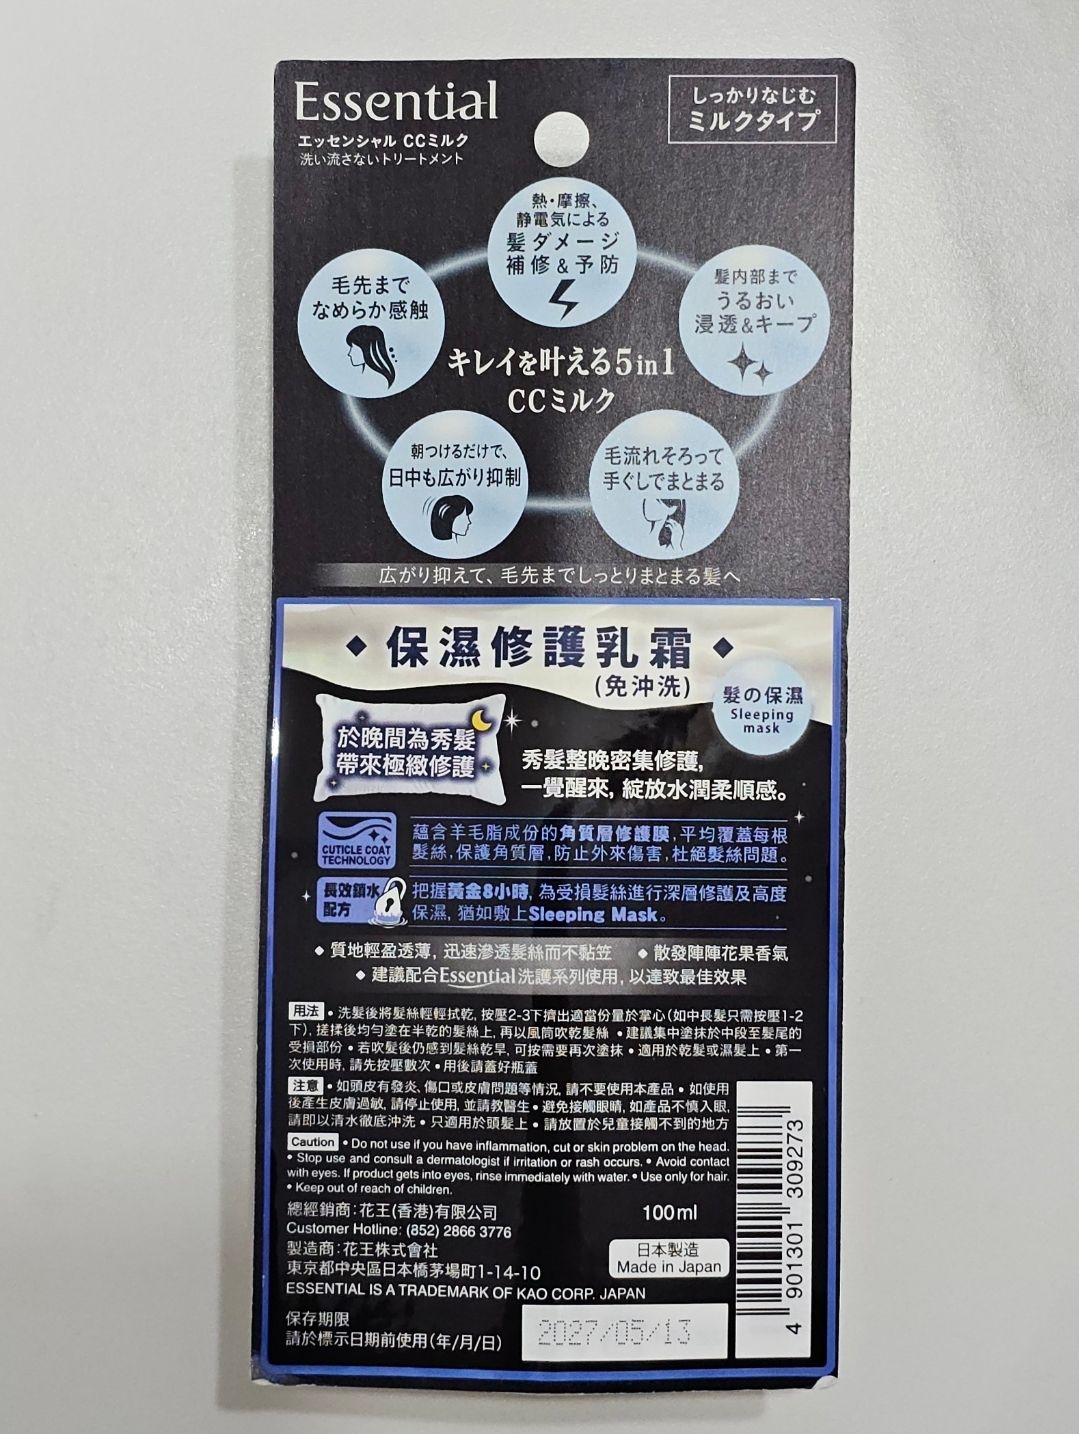 Essential
エッセンシャル CCミルク
洗い流さないトリートメント
しっかりなじむ
ミルクタイプ
熱・摩擦、
静電気による
髪ダメージ
補修&予防
毛先まで
なめらか感触
髪内部まで
うるおい
浸透&キープ
キレイを叶える5in1
CCミルク
朝つけるだけで、
日中も広がり抑制
毛流れそろって
手ぐしでまとまる
広がり抑えて、毛先までしっとりまとまる髪へ
◆保濕修護乳霜◆
(免沖洗)
髪の保濕
Sleeping
mask
於晚間為秀髮
帶來極緻修護
秀髮整晚密集修護,
一覺醒來, 綻放水潤柔順感。
CUTICLE COAT
TECHNOLOGY
蘊含羊毛脂成份的角質層修護膜,平均覆蓋每根
髮絲,保護角質層,防止外來傷害,杜絕髮絲問題。
長效鎖水
配方
把握黃金8小時, 為受損髮絲進行深層修護及高度
保濕, 猶如敷上Sleeping Mask。
◆ 質地輕盈透薄, 迅速滲透髮絲而不黏笠 ◆ 散發陣陣花果香氣
◆ 建議配合Essential洗護系列使用, 以達致最佳效果
用法 • 洗髮後將髮絲輕輕拭乾, 按壓2-3下擠出適當份量於掌心(如中長髮只需按壓1-2
下), 搓揉後均勻塗在半乾的髮絲上, 再以風筒吹乾髮絲 • 建議集中塗抹於中段至髮尾的
受損部份 • 若吹髮後仍感到髮絲乾旱, 可按需要再次塗抹 • 適用於乾髮或濕髮上 • 第一
次使用時, 請先按壓數次 • 用後請蓋好瓶蓋
注意 • 如頭皮有發炎, 傷口或皮膚問題等情況, 請不要使用本產品 • 如使用
後產生皮膚過敏, 請停止使用, 並請教醫生 • 避免接觸眼睛, 如產品不慎入眼,
請即以清水徹底沖洗 • 只適用於頭髮上 • 請放置於兒童接觸不到的地方
Caution • Do not use if you have inflammation, cut or skin problem on the head.
• Stop use and consult a dermatologist if irritation or rash occurs. • Avoid contact
with eyes. If product gets into eyes, rinse immediately with water. • Use only for hair.
• Keep out of reach of children.
總經銷商:花王(香港)有限公司
Customer Hotline: (852) 2866 3776
製造商:花王株式會社
東京都中央區日本橋茅場町1-14-10
ESSENTIAL IS A TRADEMARK OF KAO CORP. JAPAN
100ml
日本製造
Made in Japan
保存期限
請於標示日期前使用(年/月/日)
2027/05/13
4 901301 309273